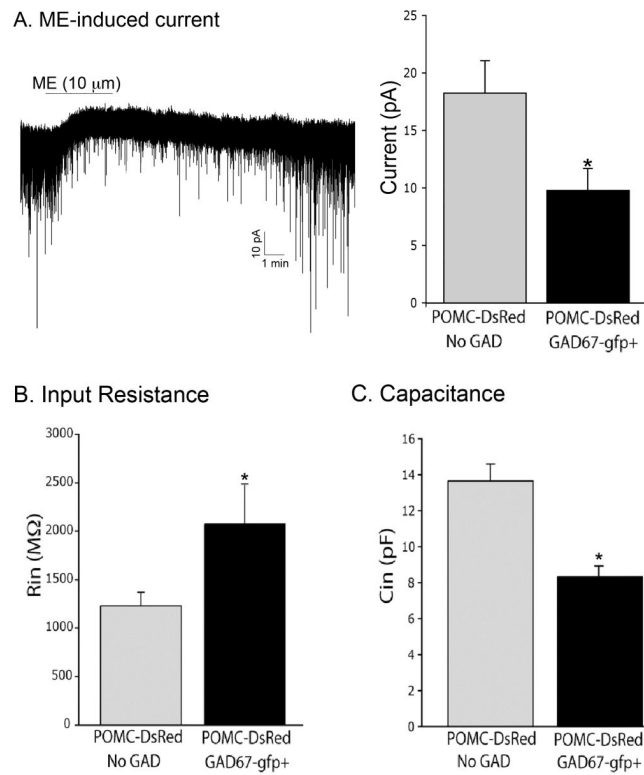 A. ME-induced current
ME (10 μm)
10 pA
1 min
Current (pA)
25
20
15
10
5
0
*
POMC-DsRed
No GAD
POMC-DsRed
GAD67-gfp+
B. Input Resistance
Rin (MΩ)
3000
2500
2000
1500
1000
500
0
*
POMC-DsRed
No GAD
POMC-DsRed
GAD67-gfp+
C. Capacitance
Cin (pF)
16
14
12
10
8
6
4
2
0
*
POMC-DsRed
No GAD
POMC-DsRed
GAD67-gfp+